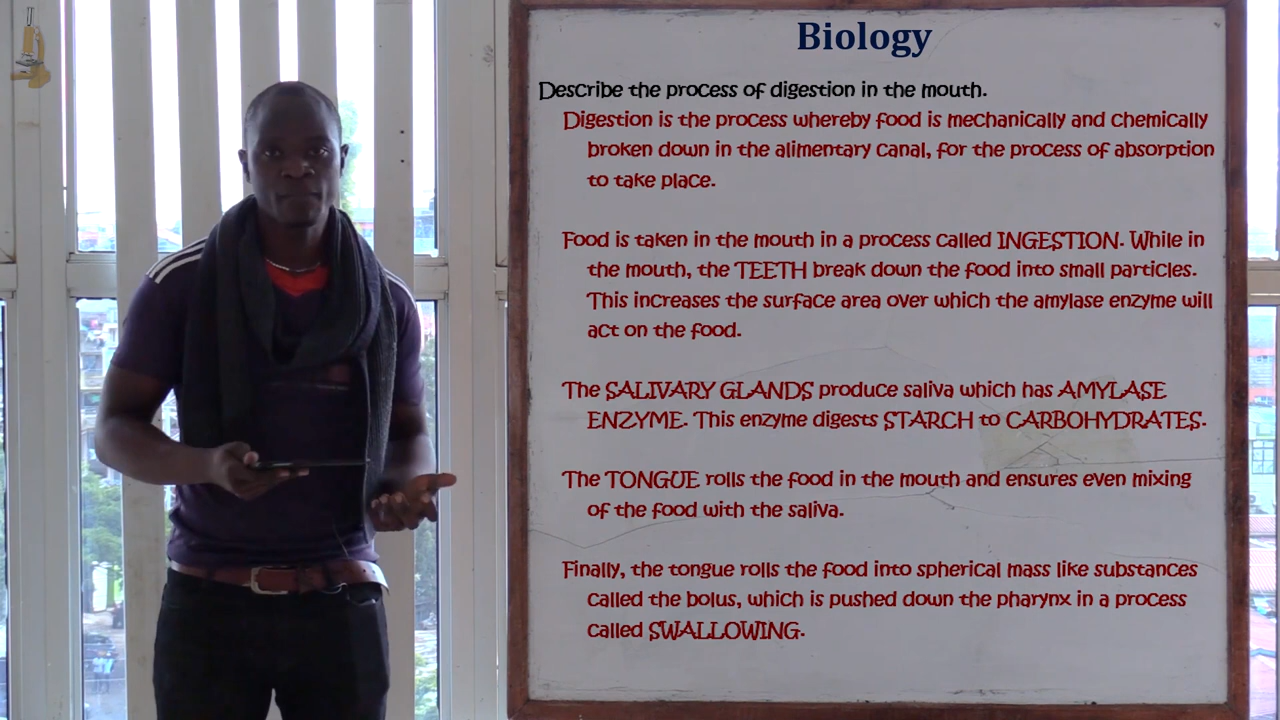 Biology
Describe the process of digestion in the mouth.
Digestion is the process whereby food is mechanically and chemically
broken down in the alimentary canal, for the process of absorption
to take place.
Food is taken in the mouth in a process called INGESTION. While in
the mouth, the TEETH break down the food into small particles.
This increases the surface area over which the amylase enzyme will
act on the food.
The SALIVARY GLANDS produce saliva which has AMYLASE
ENZYME. This enzyme digests STARCH to CARBOHYDRATES.
The TONGUE rolls the food in the mouth and ensures even mixing
of the food with the saliva.
Finally, the tongue rolls the food into spherical mass like substances
called the bolus, which is pushed down the pharynx in a process
called SWALLOWING.